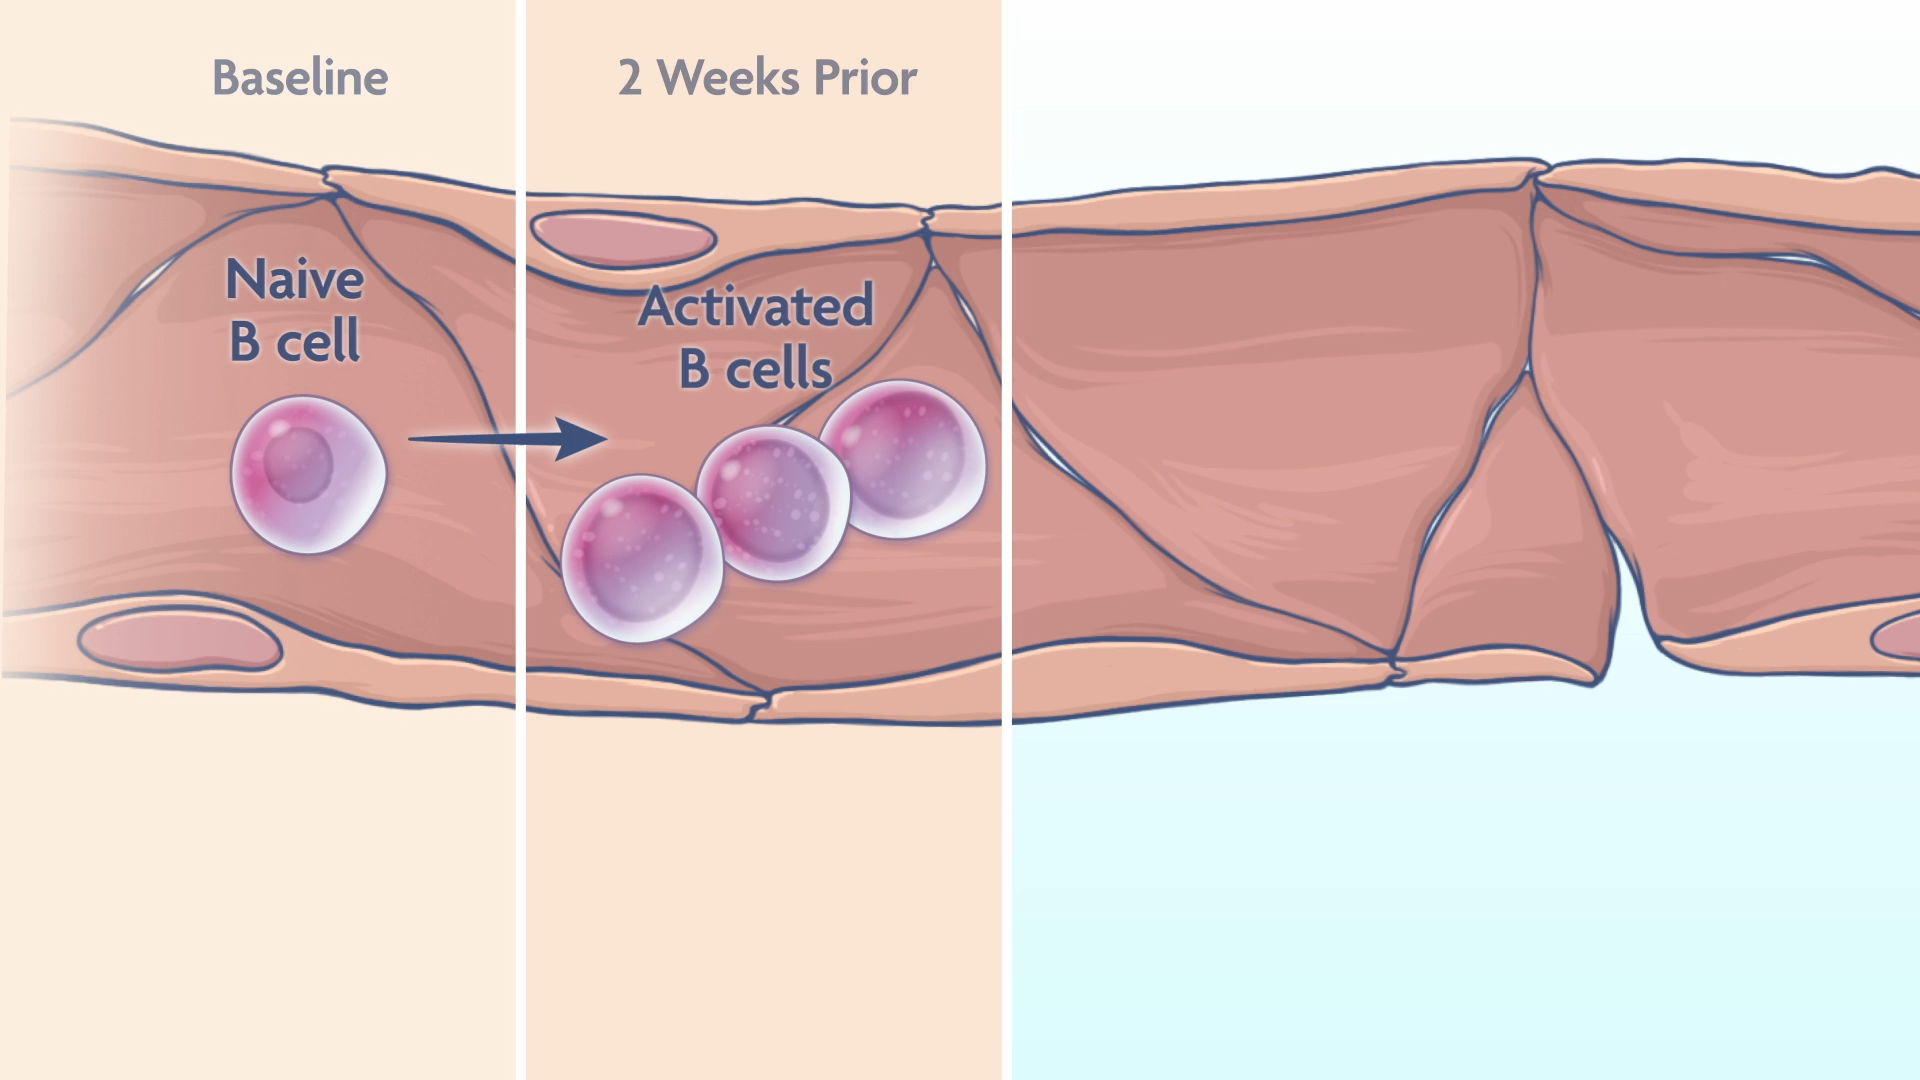 Baseline
2 Weeks Prior
Naive
B cell
Activated
B cells